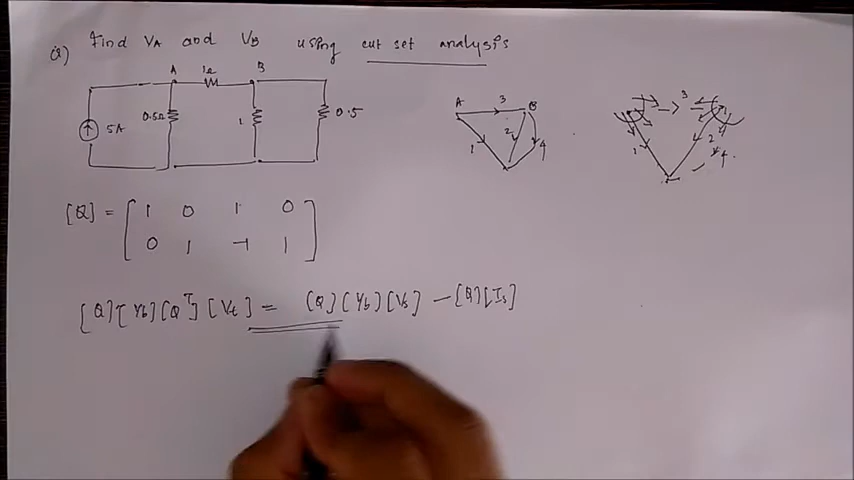 Q) Find VA and VB using cut set analysis
A 1Ω B
5A 0.5Ω 1 0.5
A 3 B
1 2 4
3
1 2
4
[Q] = [ 1 0 1 0
0 1 -1 1 ]
[Q][Yb][Qᵀ][Vt] = [Q][Yb][Vs] - [Q][Is]